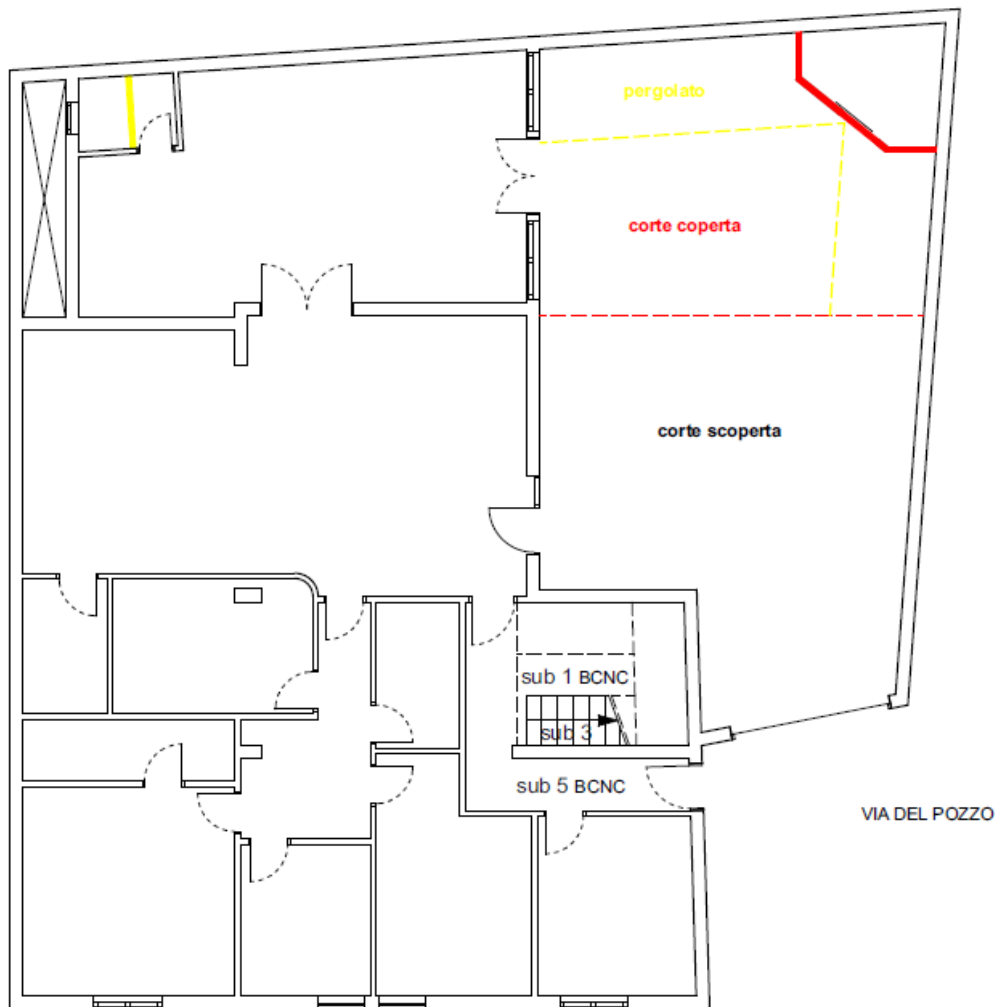 pergolato
corte coperta
corte scoperta
sub 1 BCNC
sub 3
sub 5 BCNC
VIA DEL POZZO